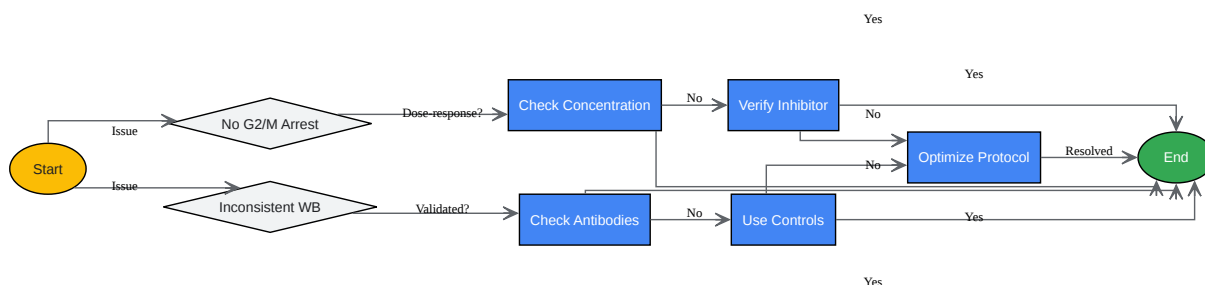 Yes
Yes
Start
Issue
Issue
No G2/M Arrest
Inconsistent WB
Dose-response?
Validated?
Check Concentration
No
Verify Inhibitor
No
Check Antibodies
No
Use Controls
No
Optimize Protocol
Resolved
End
Yes
Yes